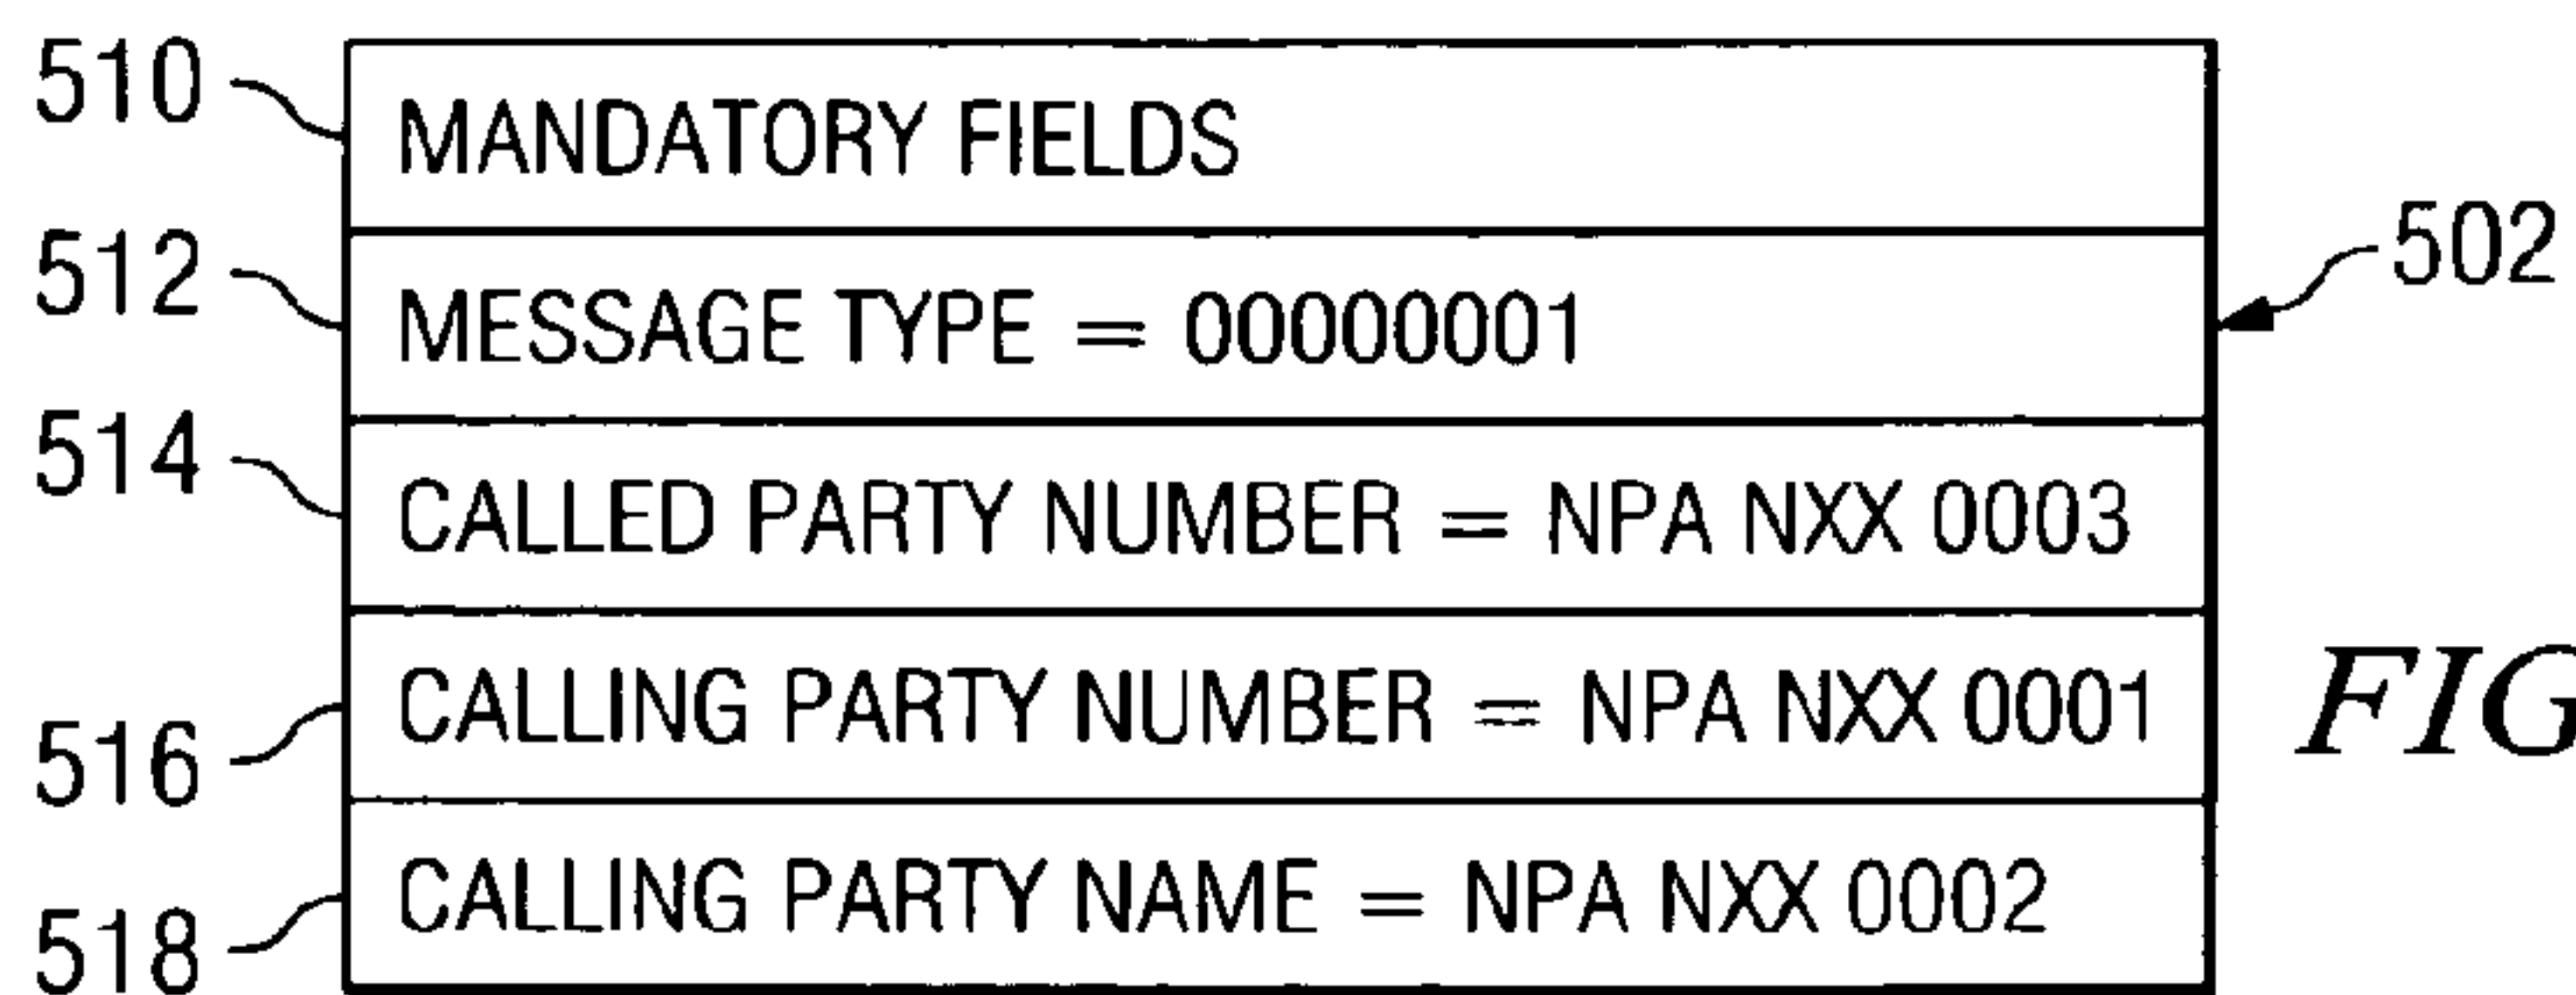 510
MANDATORY FIELDS
512
MESSAGE TYPE = 00000001
502
514
CALLED PARTY NUMBER = NPA NXX 0003
516
CALLING PARTY NUMBER = NPA NXX 0001
FIG
518
CALLING PARTY NAME = NPA NXX 0002